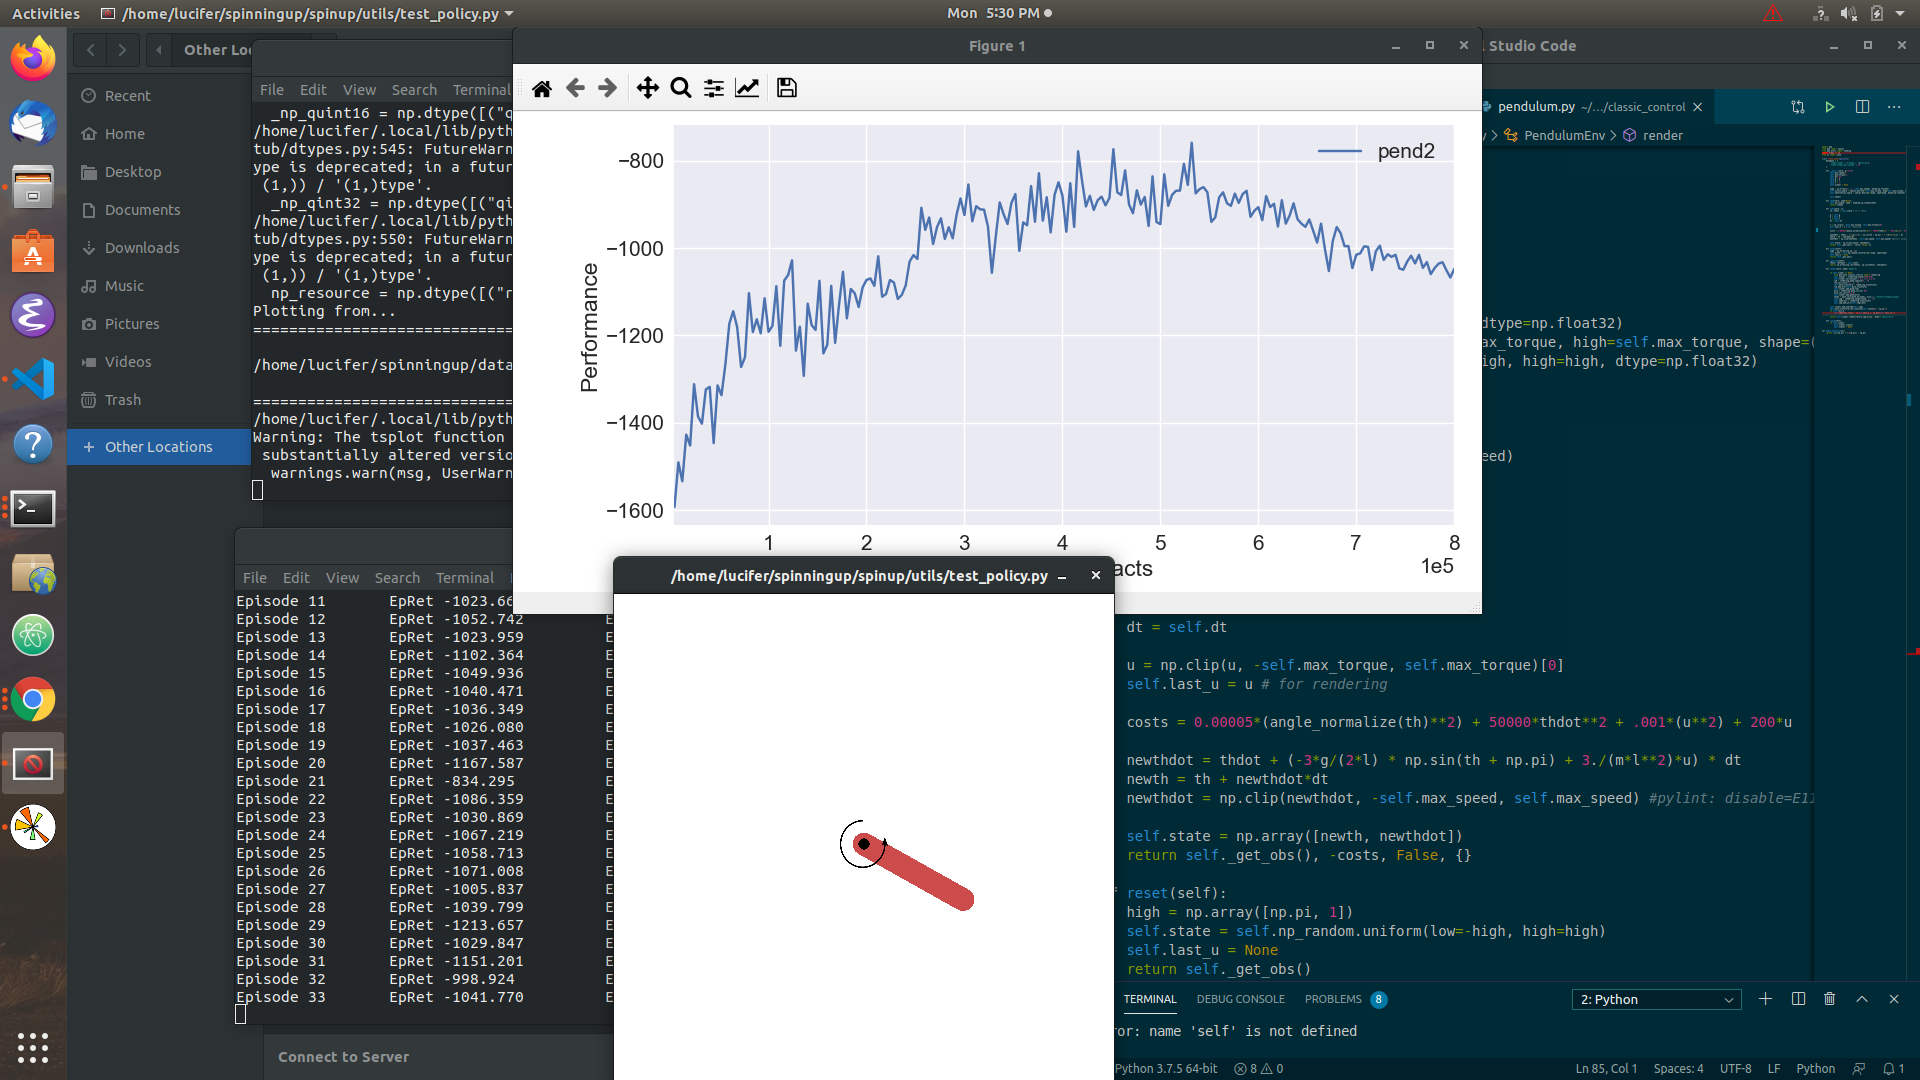 Activities
/home/lucifer/spinningup/spinup/utils/test_policy.py
Mon 5:30 PM
Other Lo
Recent
Home
Desktop
Documents
Downloads
Music
Pictures
Videos
Trash
Other Locations
Connect to Server
File Edit View Search Terminal
_np_quint16 = np.dtype([("q
/home/lucifer/.local/lib/pyth
tub/dtypes.py:545: FutureWarn
ype is deprecated; in a futur
(1,)) / '(1,)type'.
_np_qint32 = np.dtype([("qi
/home/lucifer/.local/lib/pyth
tub/dtypes.py:550: FutureWarn
ype is deprecated; in a futur
(1,)) / '(1,)type'.
np_resource = np.dtype([("r
Plotting from...
==============================
/home/lucifer/spinningup/data
==============================
/home/lucifer/.local/lib/pyth
Warning: The tsplot function
substantially altered versio
warnings.warn(msg, UserWarn
File Edit View Search Terminal
Episode 11 EpRet -1023.66
Episode 12 EpRet -1052.742 E
Episode 13 EpRet -1023.959 E
Episode 14 EpRet -1102.364 E
Episode 15 EpRet -1049.936 E
Episode 16 EpRet -1040.471 E
Episode 17 EpRet -1036.349 E
Episode 18 EpRet -1026.080 E
Episode 19 EpRet -1037.463 E
Episode 20 EpRet -1167.587 E
Episode 21 EpRet -834.295 E
Episode 22 EpRet -1086.359 E
Episode 23 EpRet -1030.869 E
Episode 24 EpRet -1067.219 E
Episode 25 EpRet -1058.713 E
Episode 26 EpRet -1071.008 E
Episode 27 EpRet -1005.837 E
Episode 28 EpRet -1039.799 E
Episode 29 EpRet -1213.657 E
Episode 30 EpRet -1029.847 E
Episode 31 EpRet -1151.201 E
Episode 32 EpRet -998.924 E
Episode 33 EpRet -1041.770 E
Figure 1
pend2
−800
−1000
−1200
−1400
−1600
Performance
1 2 3 4 5 6 7 8
1e5
acts
/home/lucifer/spinningup/spinup/utils/test_policy.py
Studio Code
pendulum.py ~/.../classic_control
PendulumEnv > render
dtype=np.float32)
ax_torque, high=self.max_torque, shape=(
igh, high=high, dtype=np.float32)
eed)
dt = self.dt
u = np.clip(u, -self.max_torque, self.max_torque)[0]
self.last_u = u # for rendering
costs = 0.00005*(angle_normalize(th)**2) + 50000*thdot**2 + .001*(u**2) + 200*u
newthdot = thdot + (-3*g/(2*l) * np.sin(th + np.pi) + 3./(m*l**2)*u) * dt
newth = th + newthdot*dt
newthdot = np.clip(newthdot, -self.max_speed, self.max_speed) #pylint: disable=E11
self.state = np.array([newth, newthdot])
return self._get_obs(), -costs, False, {}
reset(self):
high = np.array([np.pi, 1])
self.state = self.np_random.uniform(low=-high, high=high)
self.last_u = None
return self._get_obs()
TERMINAL DEBUG CONSOLE PROBLEMS 8
2: Python
ror: name 'self' is not defined
Python 3.7.5 64-bit 8 0
Ln 85, Col 1 Spaces: 4 UTF-8 LF Python 1